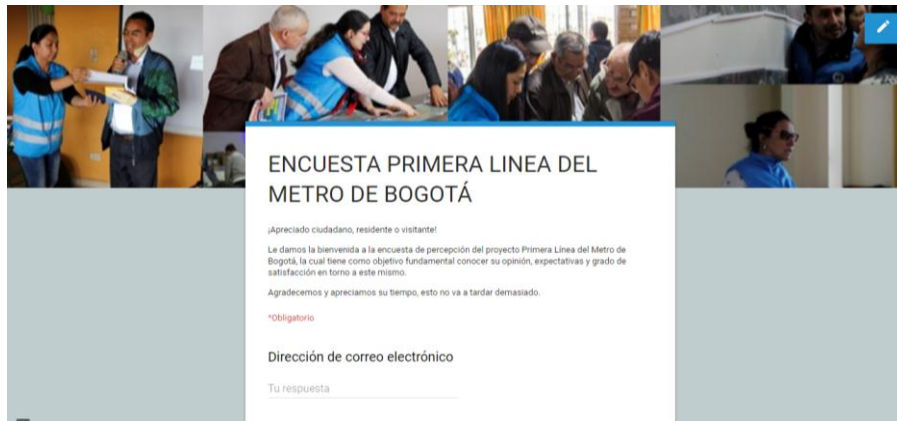 ENCUESTA PRIMERA LINEA DEL
METRO DE BOGOTÁ
¡Apreciado ciudadano, residente o visitante!
Le damos la bienvenida a la encuesta de percepción del proyecto Primera Línea del Metro de
Bogotá, la cual tiene como objetivo fundamental conocer su opinión, expectativas y grado de
satisfacción en torno a este mismo.
Agradecemos y apreciamos su tiempo, esto no va a tardar demasiado.
*Obligatorio
Dirección de correo electrónico
Tu respuesta